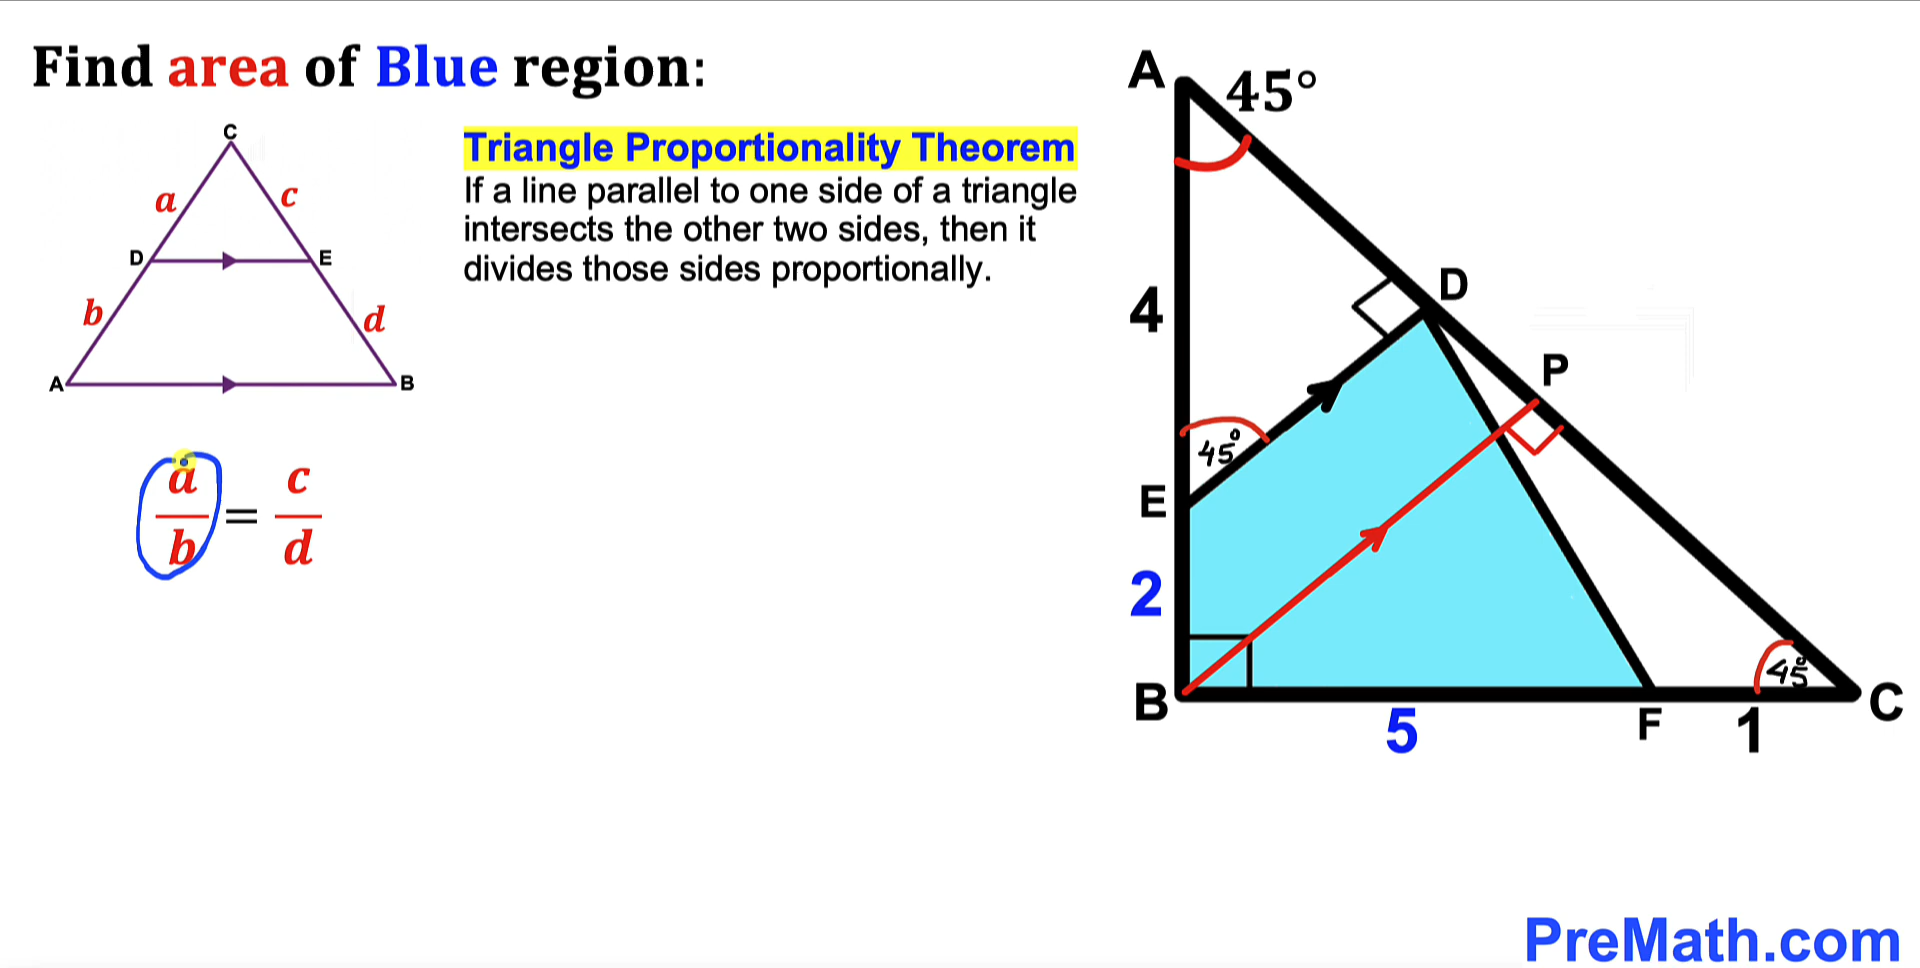 Find area of Blue region:
C
a
c
D
E
b
d
A
B
a/b = c/d
Triangle Proportionality Theorem
If a line parallel to one side of a triangle
intersects the other two sides, then it
divides those sides proportionally.
A
45°
D
4
P
45°
E
2
45°
B
C
5
F
1
PreMath.com